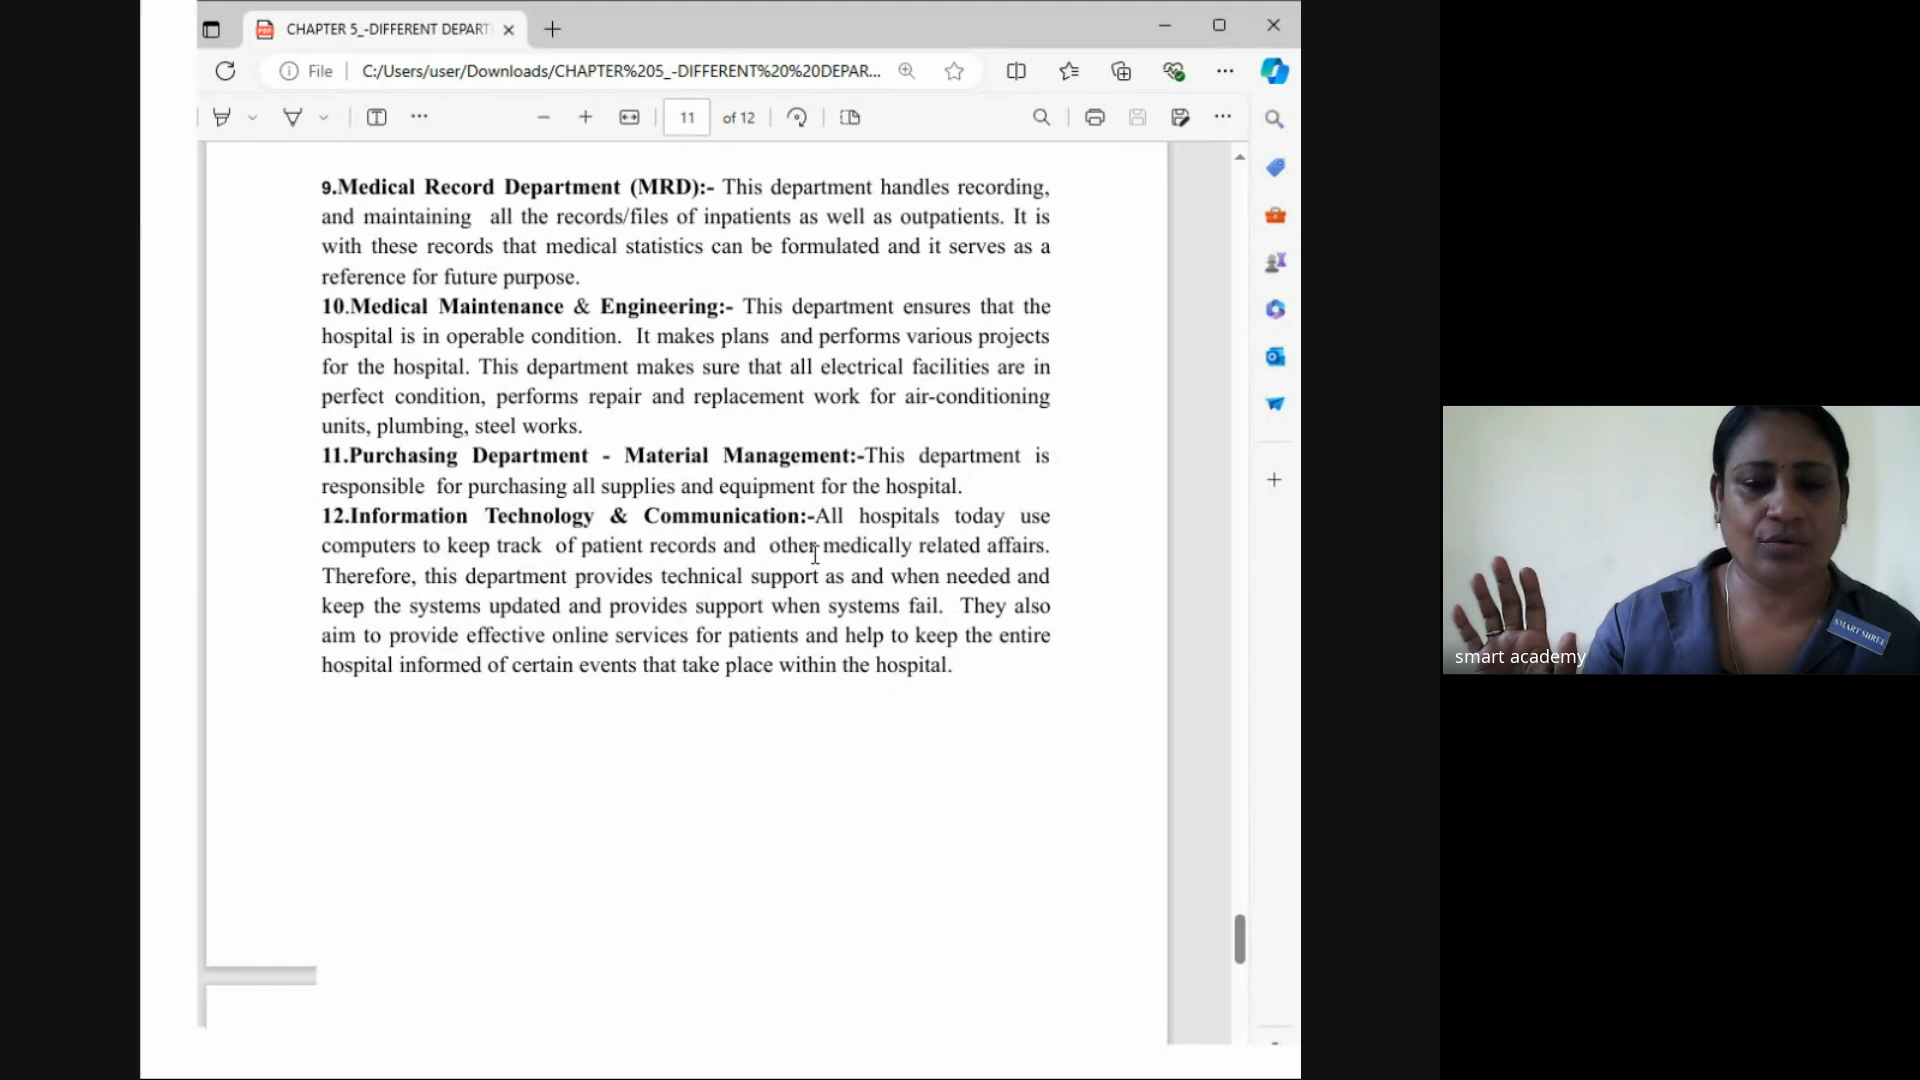 CHAPTER 5_-DIFFERENT DEPART
File
C:/Users/user/Downloads/CHAPTER%205_-DIFFERENT%20%20DEPAR...
11 of 12
9.Medical Record Department (MRD):- This department handles recording,
and maintaining all the records/files of inpatients as well as outpatients. It is
with these records that medical statistics can be formulated and it serves as a
reference for future purpose.
10.Medical Maintenance & Engineering:- This department ensures that the
hospital is in operable condition. It makes plans and performs various projects
for the hospital. This department makes sure that all electrical facilities are in
perfect condition, performs repair and replacement work for air-conditioning
units, plumbing, steel works.
11.Purchasing Department - Material Management:-This department is
responsible for purchasing all supplies and equipment for the hospital.
12.Information Technology & Communication:-All hospitals today use
computers to keep track of patient records and other medically related affairs.
Therefore, this department provides technical support as and when needed and
keep the systems updated and provides support when systems fail. They also
aim to provide effective online services for patients and help to keep the entire
hospital informed of certain events that take place within the hospital.
SMART SHREE
smart academy